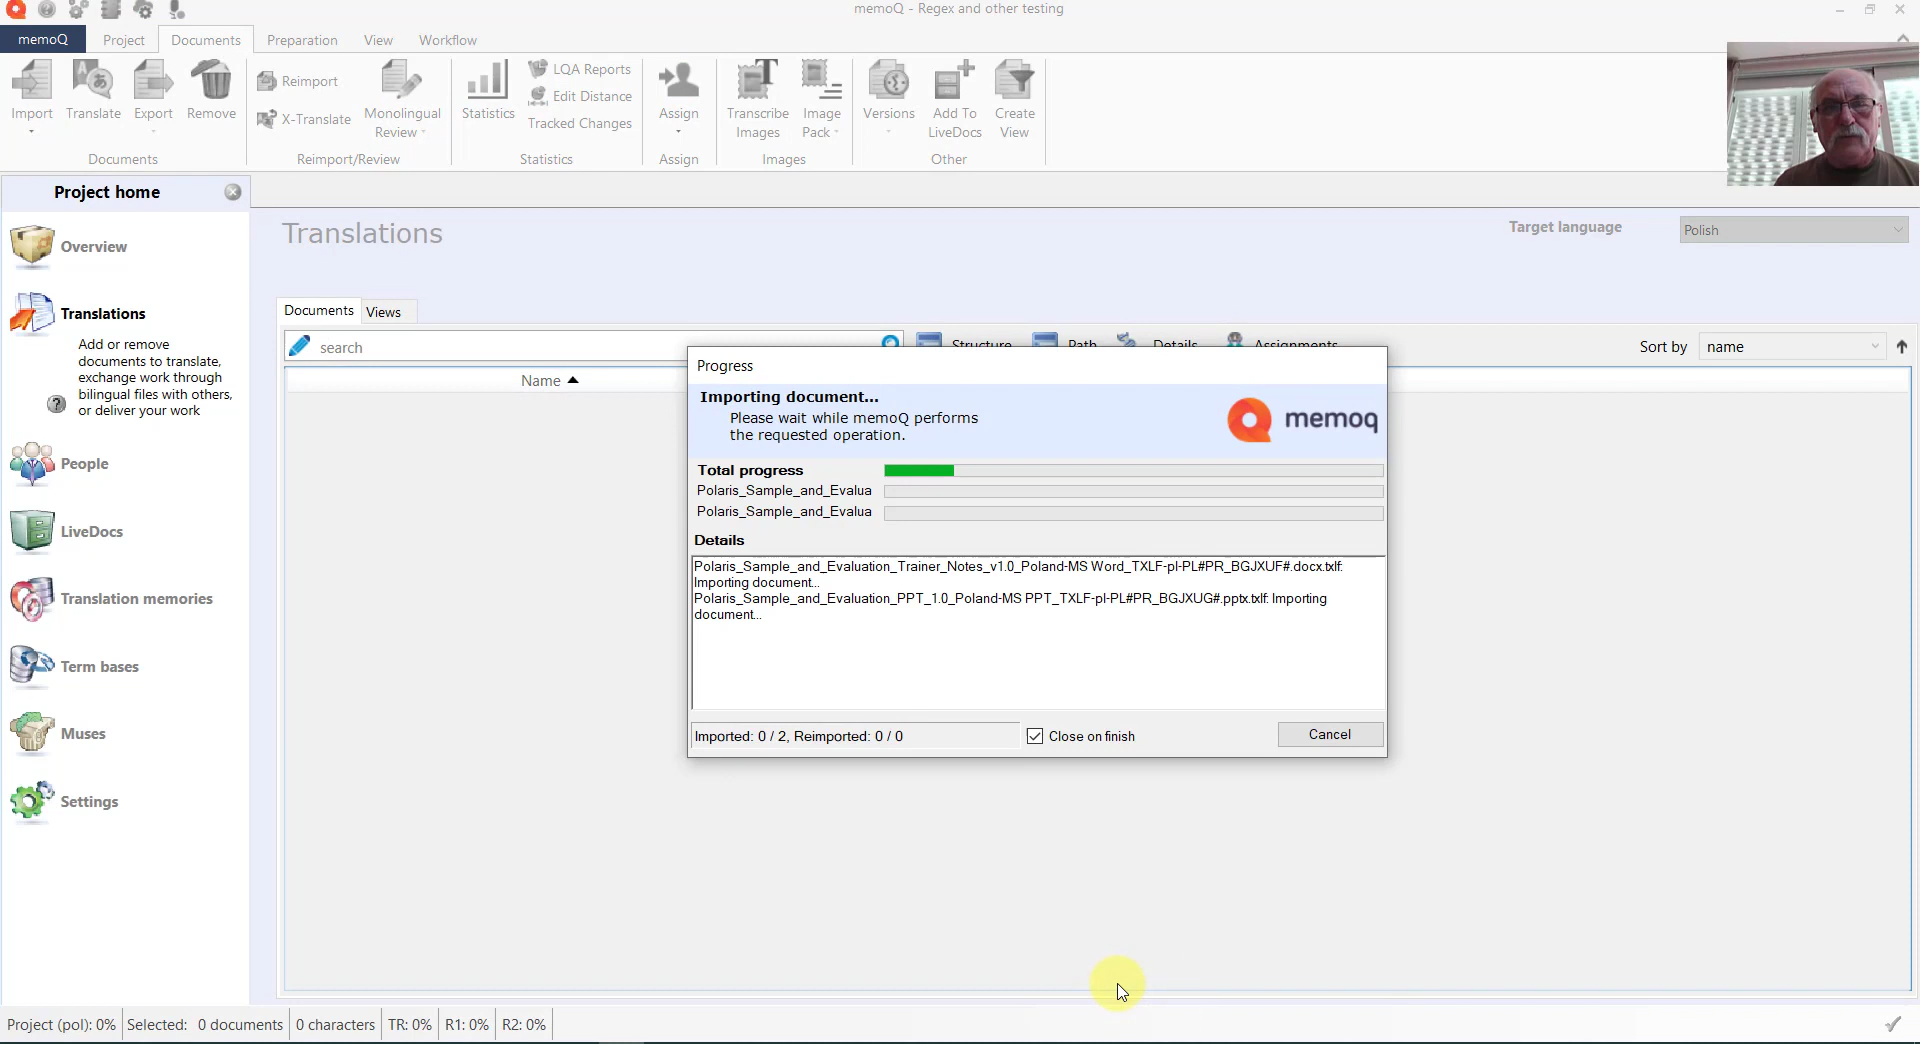 memoQ - Regex and other testing
memoQ
Project
Documents
Preparation
View
Workflow
Import
Translate
Export
Remove
Documents
Reimport
X-Translate
Monolingual
Review
Reimport/Review
Statistics
LQA Reports
Edit Distance
Tracked Changes
Statistics
Assign
Assign
Transcribe
Images
Image
Pack
Images
Versions
Add To
LiveDocs
Create
View
Other
Project home
Overview
Translations
Add or remove
documents to translate,
exchange work through
bilingual files with others,
or deliver your work
People
LiveDocs
Translation memories
Term bases
Muses
Settings
Translations
Target language
Polish
Documents
Views
search
Structure
Path
Details
Assignments
Sort by
name
Name
Progress
Importing document...
Please wait while memoQ performs
the requested operation.
memoq
Total progress
Polaris_Sample_and_Evalua
Polaris_Sample_and_Evalua
Details
Polaris_Sample_and_Evaluation_Trainer_Notes_v1.0_Poland-MS Word_TXLF-pl-PL#PR_BGJXUF#.docx.txlf:
Importing document...
Polaris_Sample_and_Evaluation_PPT_1.0_Poland-MS PPT_TXLF-pl-PL#PR_BGJXUG#.pptx.txlf: Importing
document...
Imported: 0 / 2, Reimported: 0 / 0
Close on finish
Cancel
Project (pol): 0%
Selected: 0 documents
0 characters
TR: 0%
R1: 0%
R2: 0%